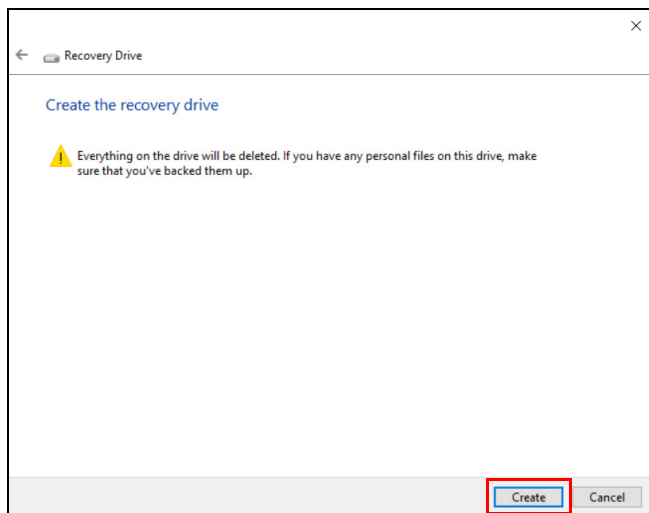 Recovery Drive
Create the recovery drive
Everything on the drive will be deleted. If you have any personal files on this drive, make
sure that you've backed them up.
Create
Cancel